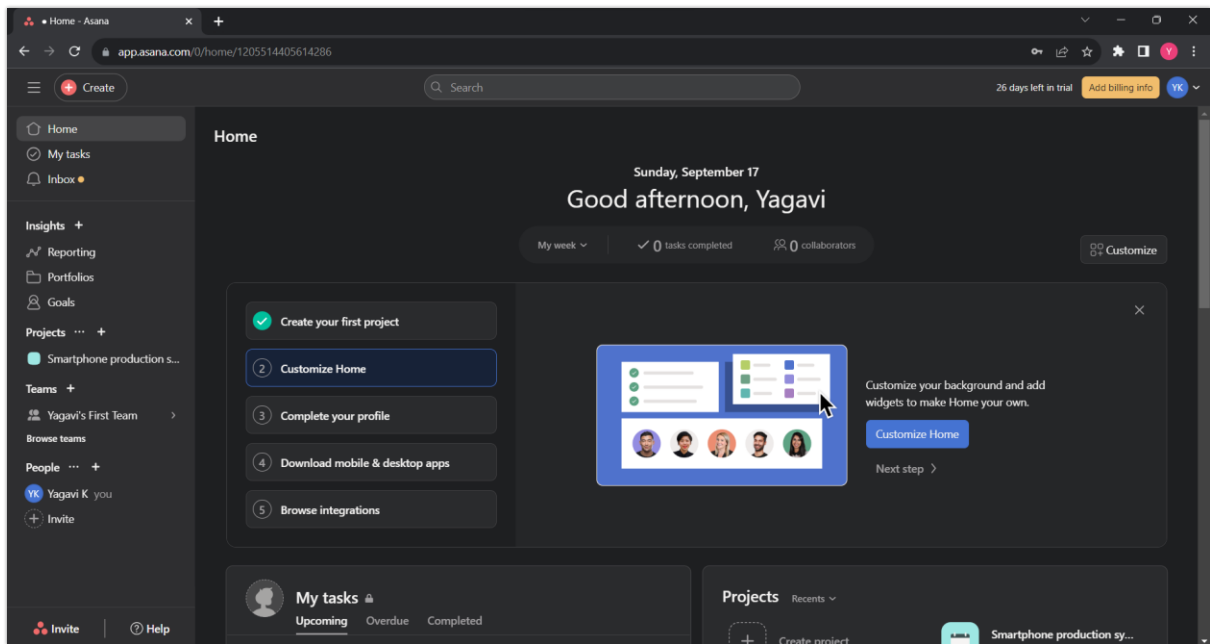 • Home - Asana
app.asana.com/0/home/1205514405614286
Y
Create
Search
26 days left in trial
Add billing info
YK
Home
My tasks
Inbox
Insights
Reporting
Portfolios
Goals
Projects
Smartphone production s...
Teams
Yagavi's First Team
Browse teams
People
YK Yagavi K you
Invite
Invite
Help
Home
Sunday, September 17
Good afternoon, Yagavi
My week
0 tasks completed
0 collaborators
Customize
Create your first project
2 Customize Home
3 Complete your profile
4 Download mobile & desktop apps
5 Browse integrations
Customize your background and add
widgets to make Home your own.
Customize Home
Next step
My tasks
Upcoming Overdue Completed
Projects Recents
Create project
Smartphone production sy...